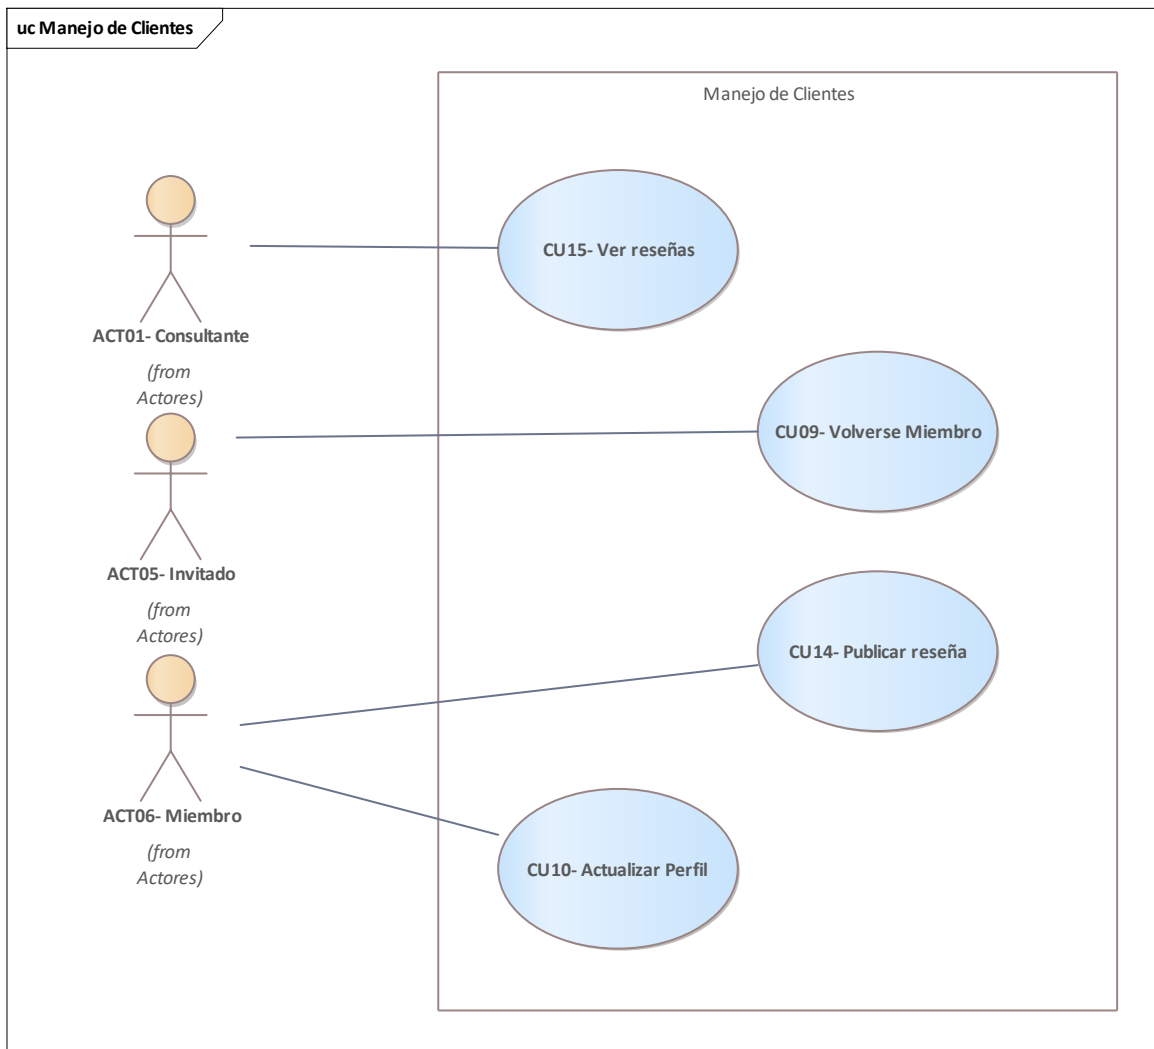 uc Manejo de Clientes
Manejo de Clientes
CU15- Ver reseñas
ACT01- Consultante
(from
Actores)
CU09- Volverse Miembro
ACT05- Invitado
(from
Actores)
CU14- Publicar reseña
ACT06- Miembro
(from
Actores)
CU10- Actualizar Perfil